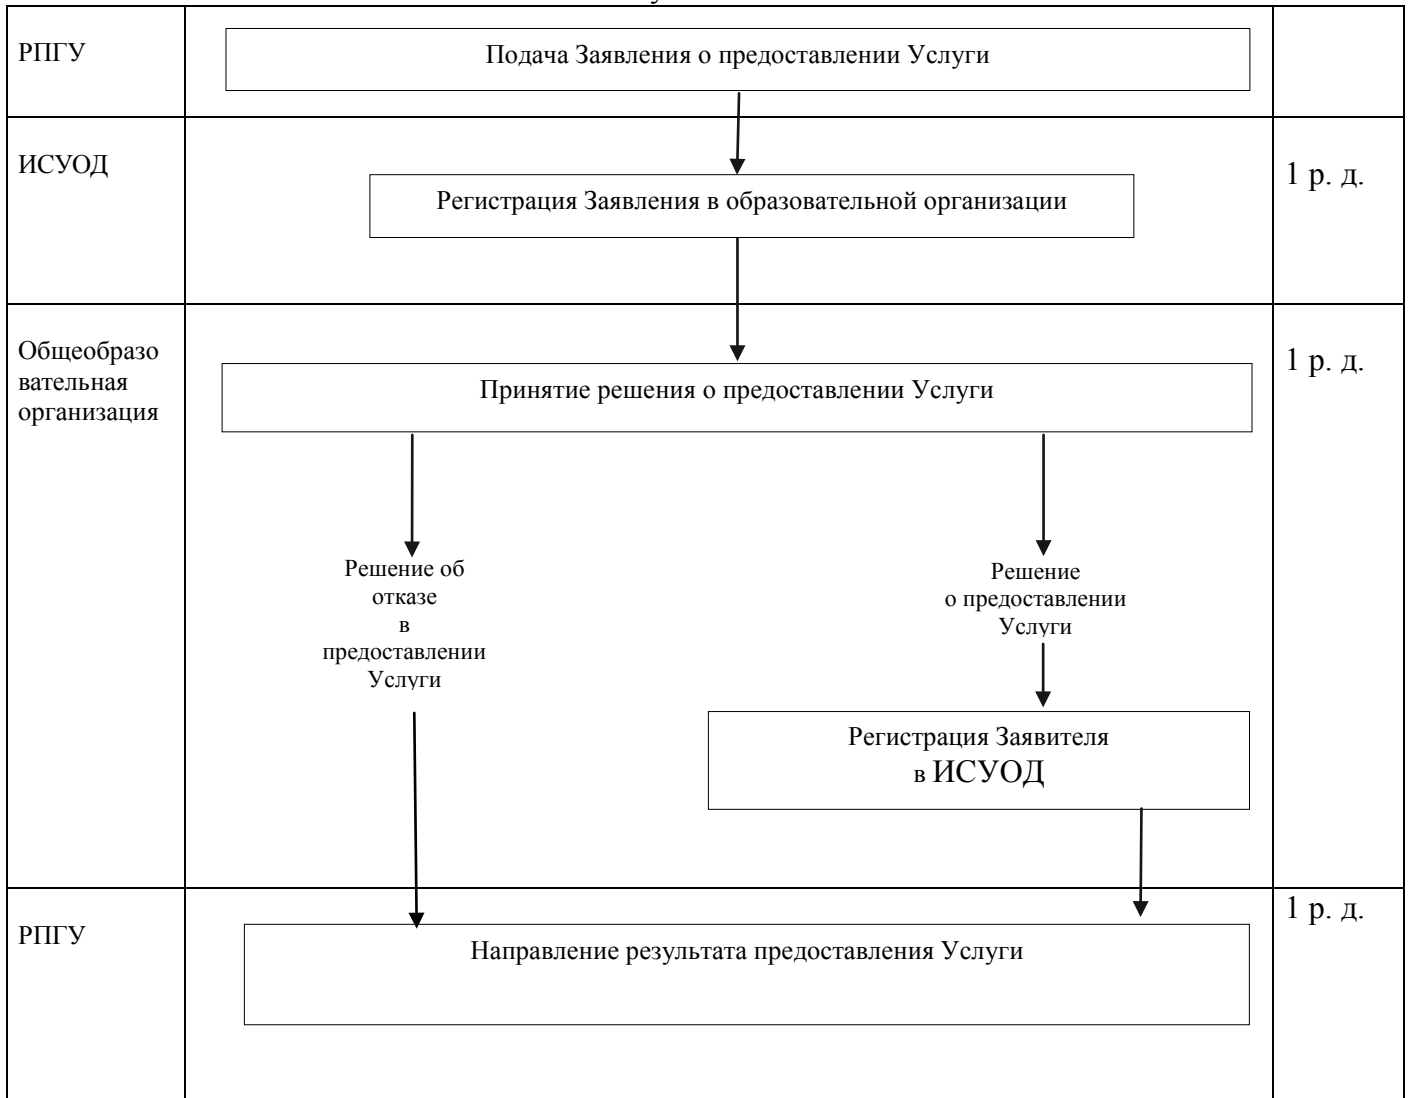 РПГУ
Подача Заявления о предоставлении Услуги
ИСУОД
1 р. д.
Регистрация Заявления в образовательной организации
Общеобразо
вательная
организация
1 р. д.
Принятие решения о предоставлении Услуги
Решение об
отказе
в
предоставлении
Услуги
Решение
о предоставлении
Услуги
Регистрация Заявителя
в ИСУОД
РПГУ
1 р. д.
Направление результата предоставления Услуги